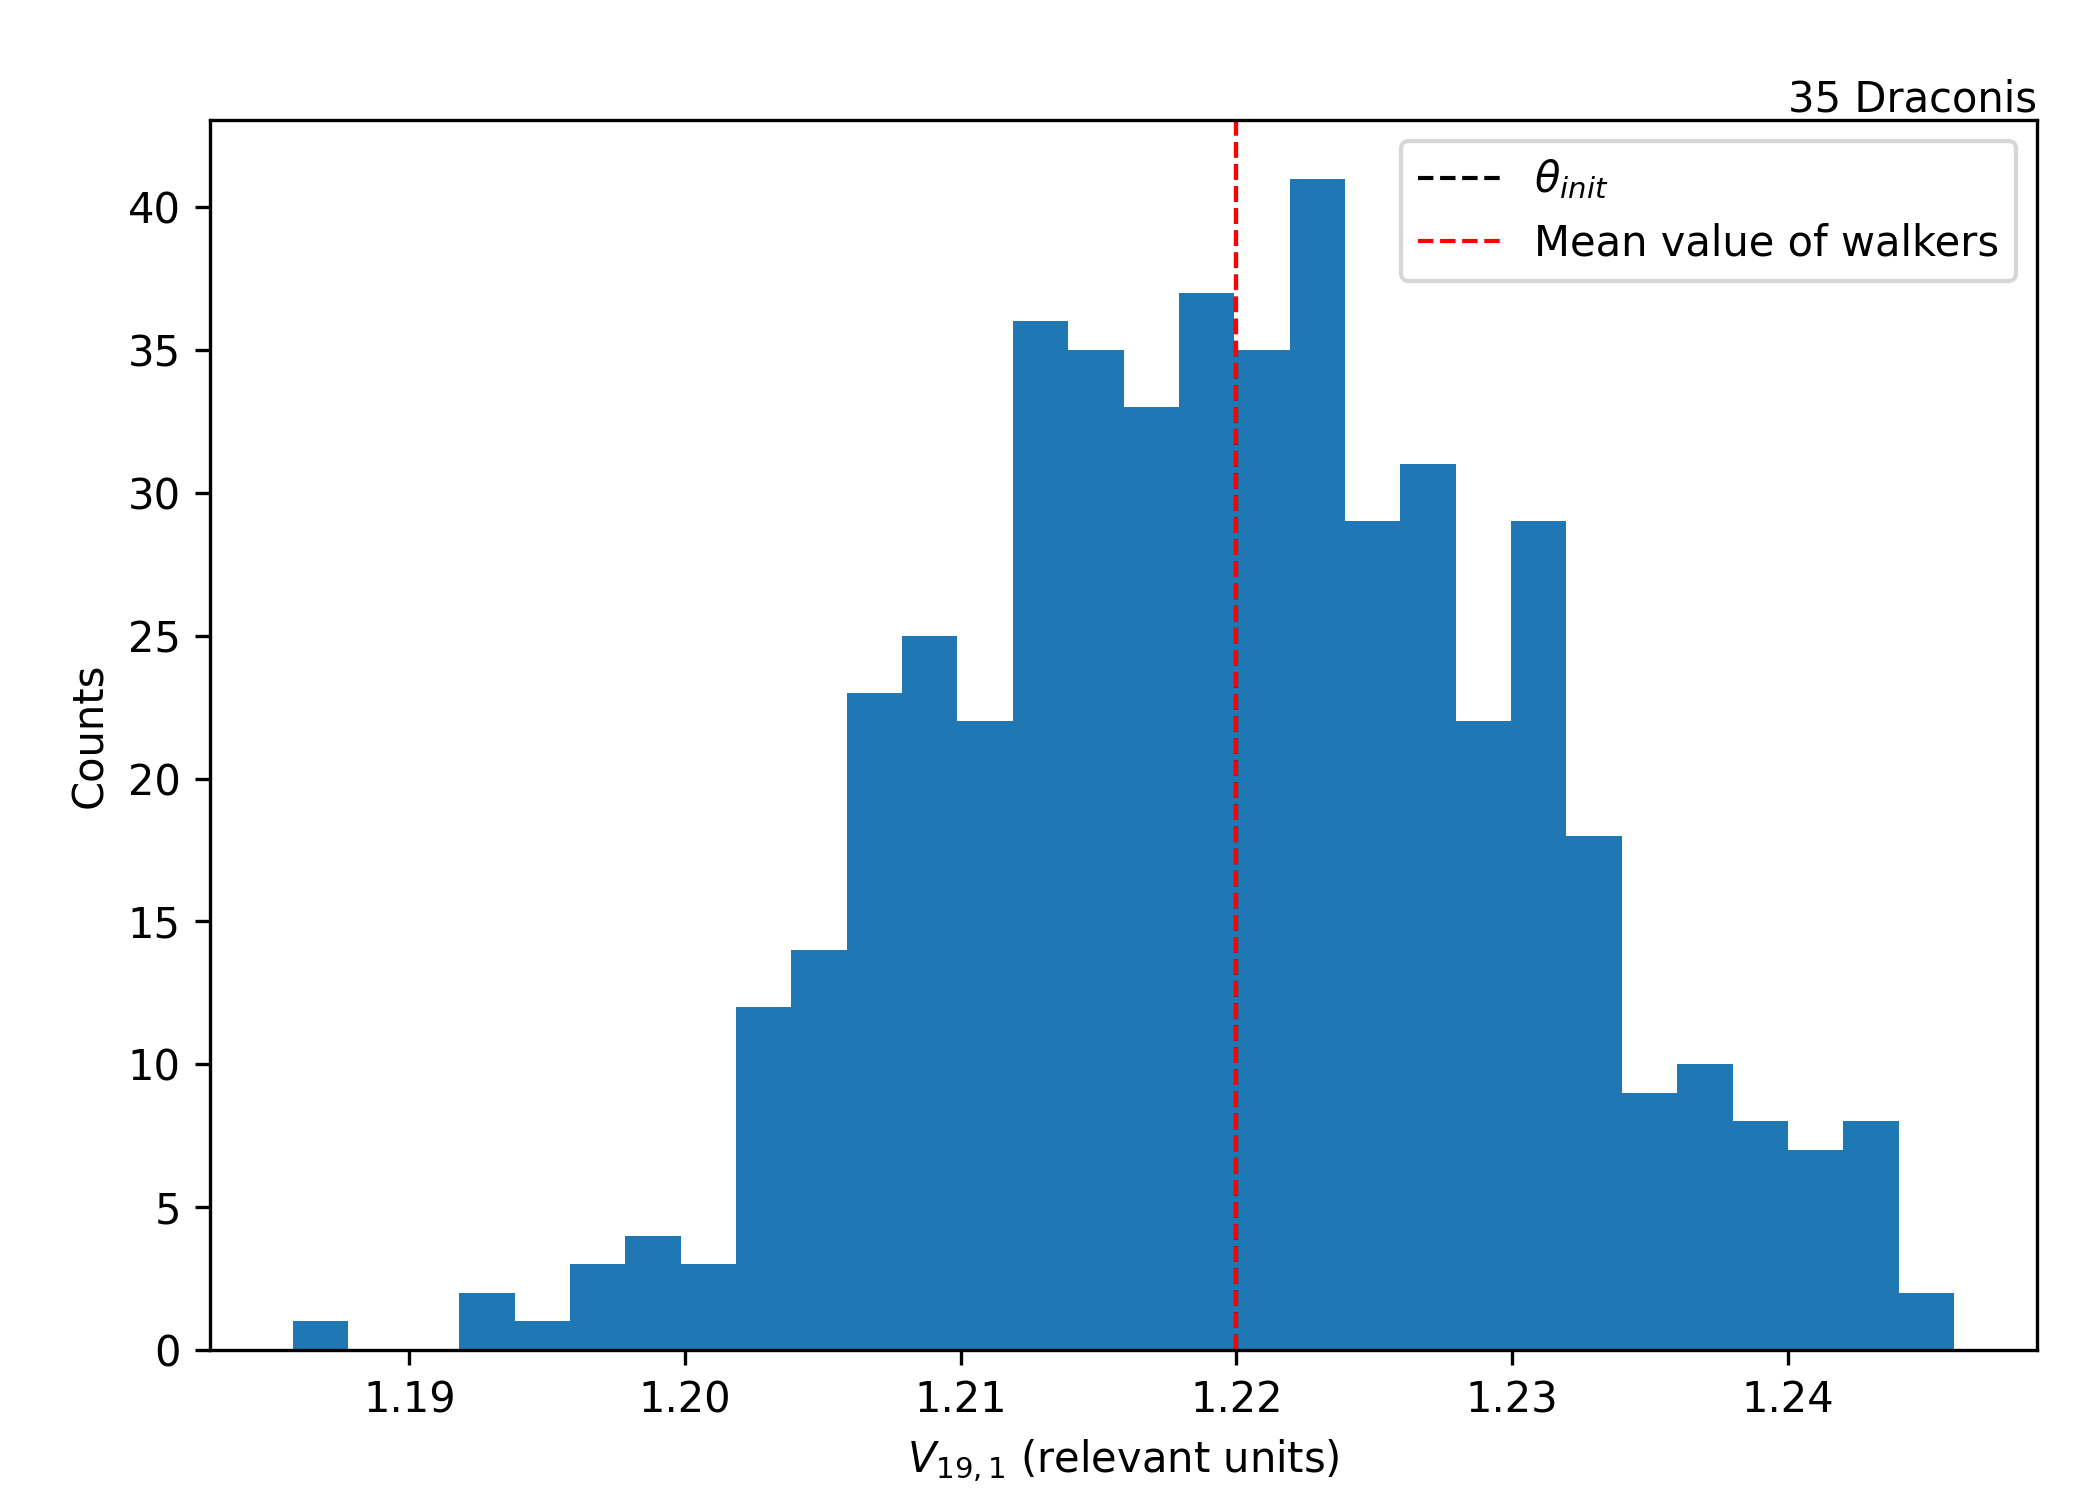 35 Draconis
θinit
Mean value of walkers
40
35
30
25
20
15
10
5
0
Counts
1.19 1.20 1.21 1.22 1.23 1.24
V19, 1 (relevant units)